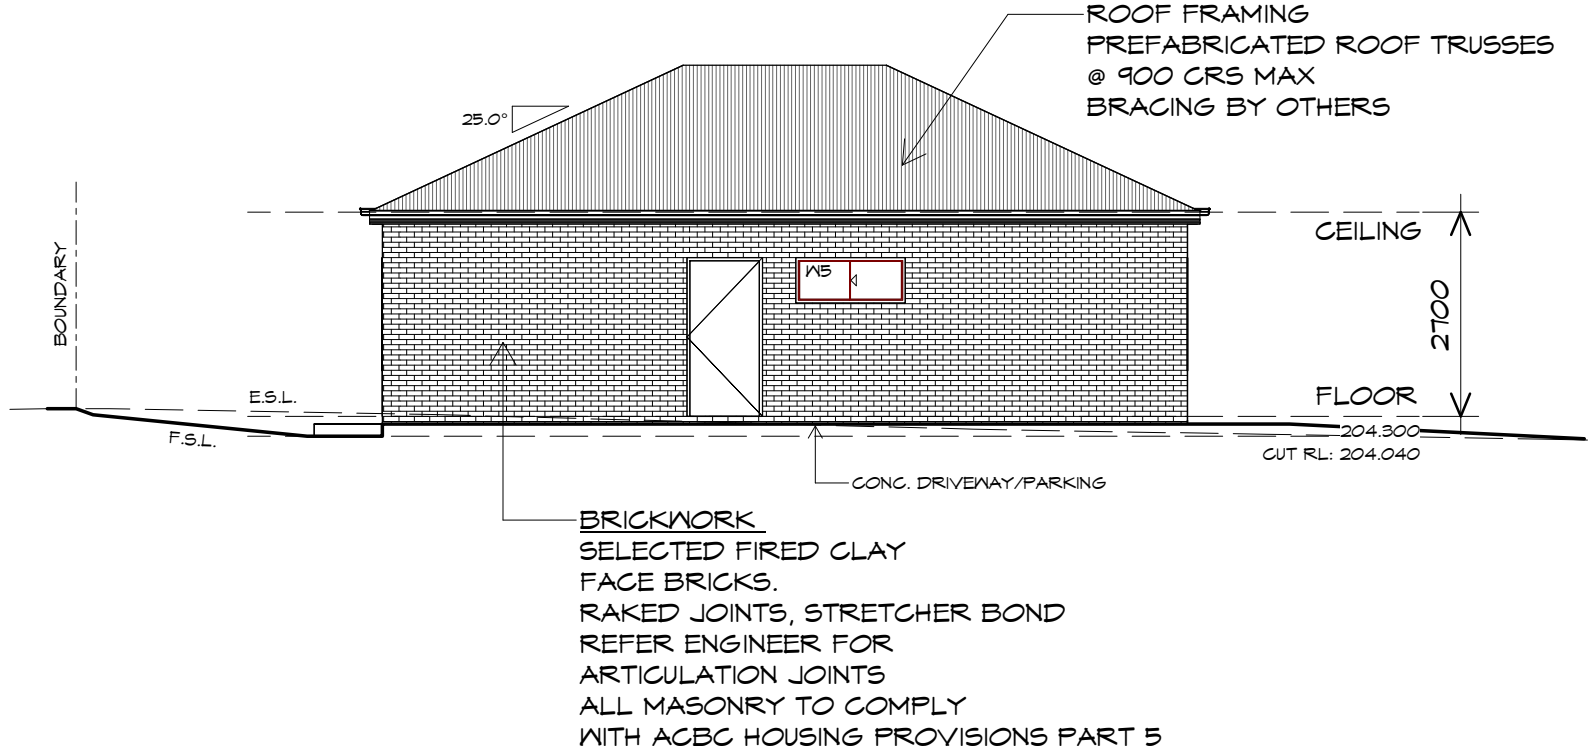 ROOF FRAMING
PREFABRICATED ROOF TRUSSES
@ 900 CRS MAX
BRACING BY OTHERS
25.0°
BOUNDARY
CEILING
W5
2700
E.S.L.
FLOOR
F.S.L.
204.300
CUT RL: 204.040
CONC. DRIVEWAY/PARKING
BRICKWORK
SELECTED FIRED CLAY
FACE BRICKS.
RAKED JOINTS, STRETCHER BOND
REFER ENGINEER FOR
ARTICULATION JOINTS
ALL MASONRY TO COMPLY
WITH ACBC HOUSING PROVISIONS PART 5